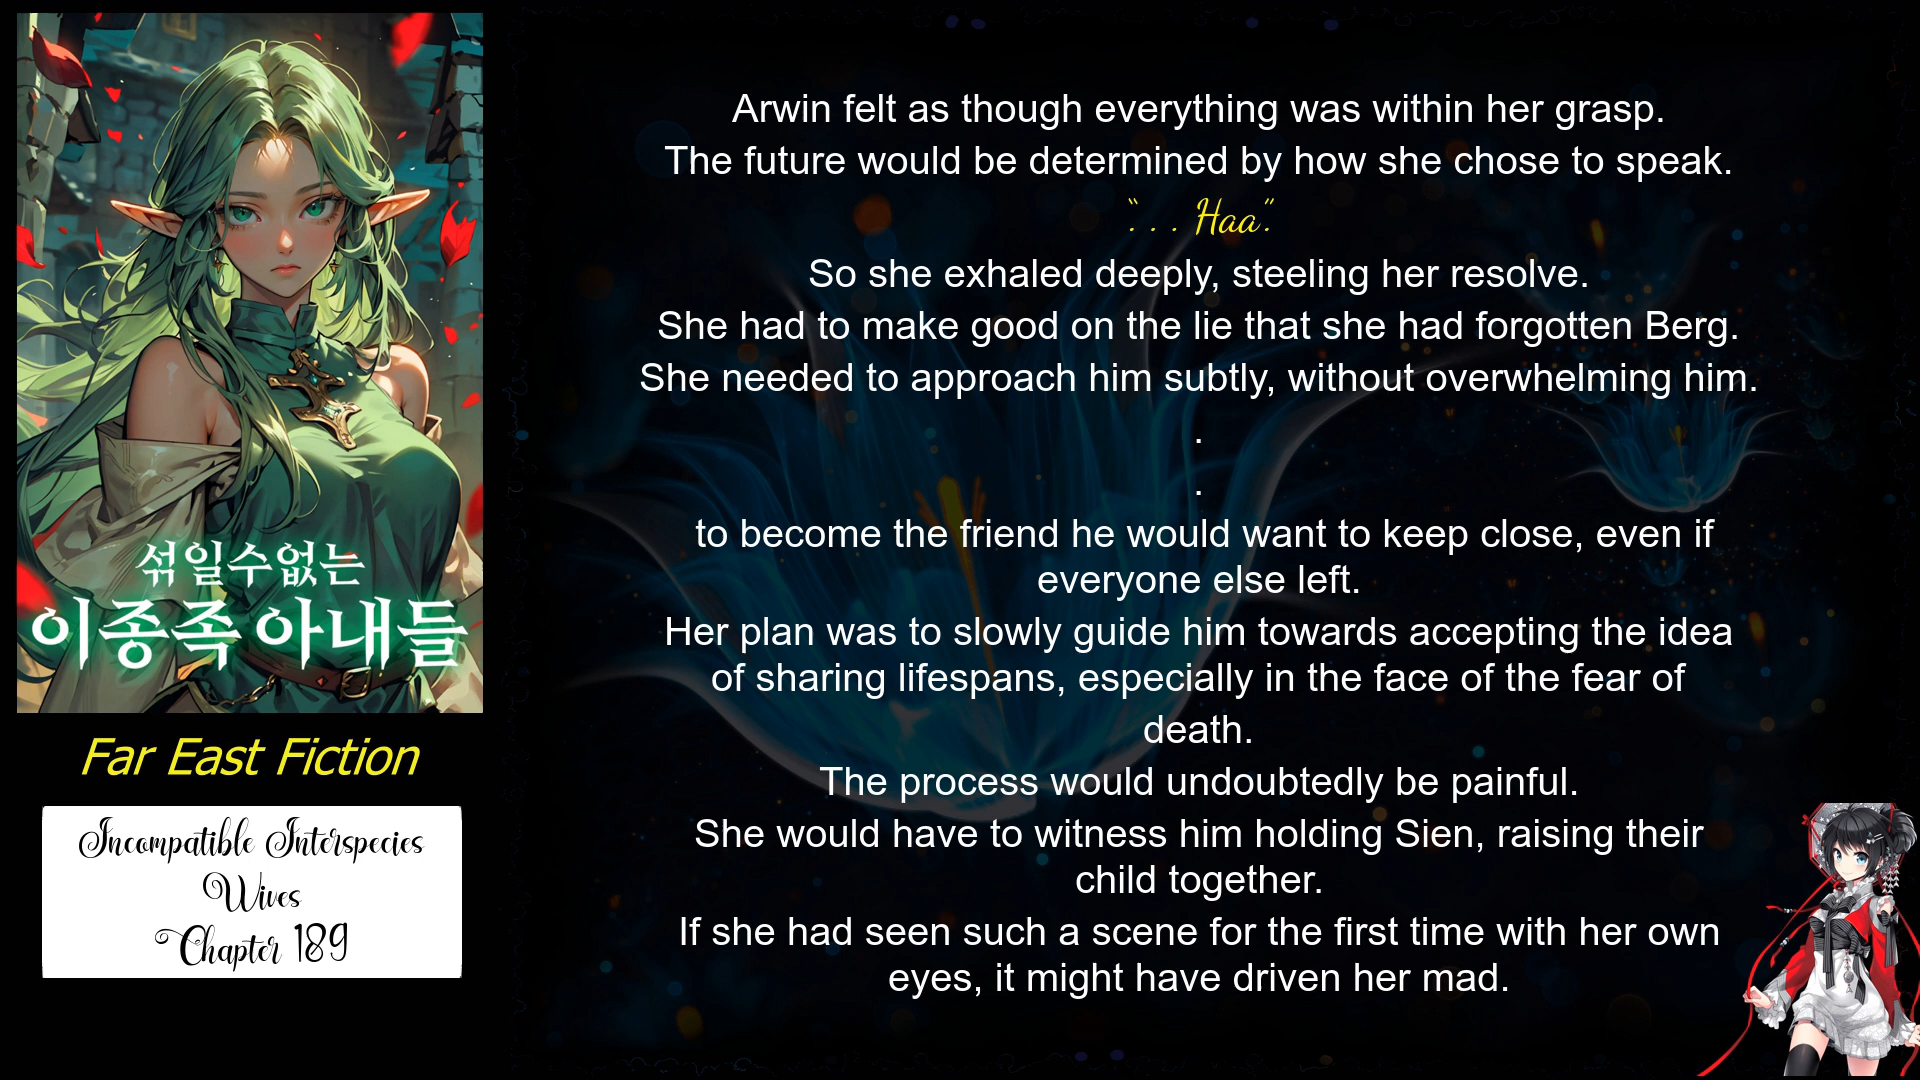 섞일 수 없는
이종족 아내들
Far East Fiction
Incompatible Interspecies
Wives
Chapter 189
Arwin felt as though everything was within her grasp.
The future would be determined by how she chose to speak.
“. . . Haa”.
So she exhaled deeply, steeling her resolve.
She had to make good on the lie that she had forgotten Berg.
She needed to approach him subtly, without overwhelming him.
.
.
to become the friend he would want to keep close, even if
everyone else left.
Her plan was to slowly guide him towards accepting the idea
of sharing lifespans, especially in the face of the fear of
death.
The process would undoubtedly be painful.
She would have to witness him holding Sien, raising their
child together.
If she had seen such a scene for the first time with her own
eyes, it might have driven her mad.